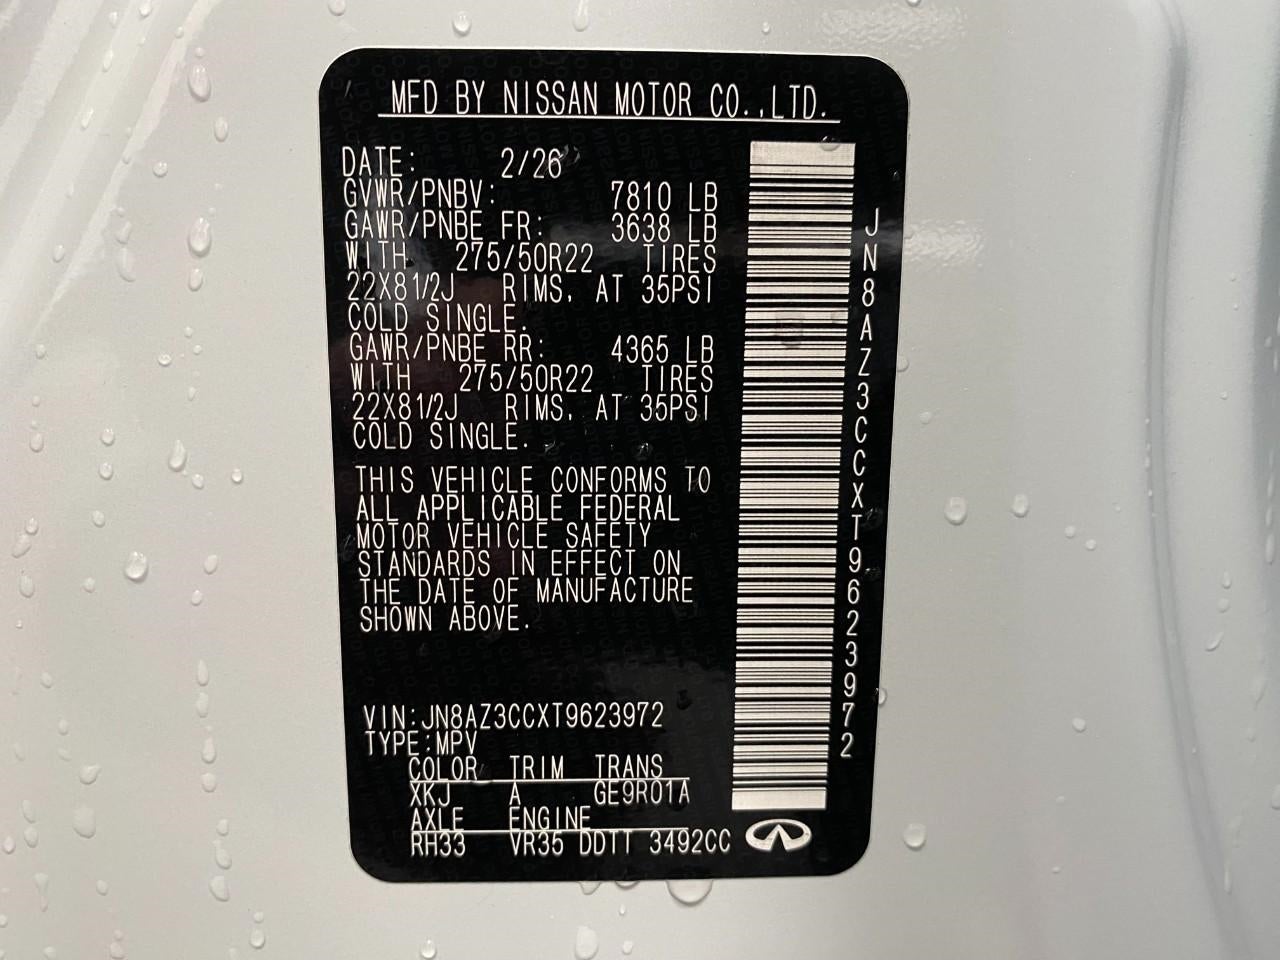 MFD BY NISSAN MOTOR CO.,LTD.
DATE: 2/26
GVWR/PNBV: 7810 LB
GAWR/PNBE FR: 3638 LB
WITH 275/50R22 TIRES
22X81/2J RIMS, AT 35PSI
COLD SINGLE.
GAWR/PNBE RR: 4365 LB
WITH 275/50R22 TIRES
22X81/2J RIMS, AT 35PSI
COLD SINGLE.
THIS VEHICLE CONFORMS TO
ALL APPLICABLE FEDERAL
MOTOR VEHICLE SAFETY
STANDARDS IN EFFECT ON
THE DATE OF MANUFACTURE
SHOWN ABOVE.
VIN:JN8AZ3CCXT9623972
TYPE:MPV
COLOR TRIM TRANS
XKJ A GE9R01A
AXLE ENGINE
RH33 VR35 DDTT 3492CC
JN8AZ3CCXT9623972